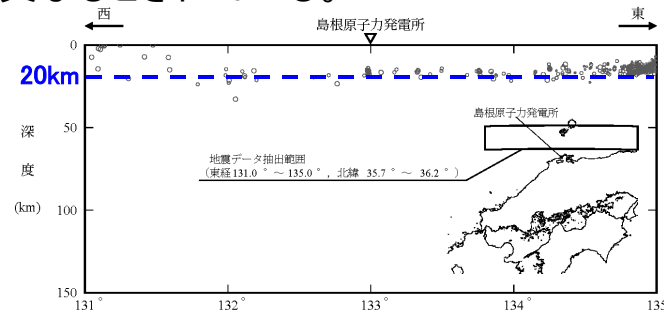 西
島根原子力発電所
東
0
20km
50
島根原子力発電所
深
度
(km)
地震データ抽出範囲
(東経131.0 °～135.0 °, 北緯 35.7 °～ 36.2 °)
100
150
131°
132°
133°
134°
135